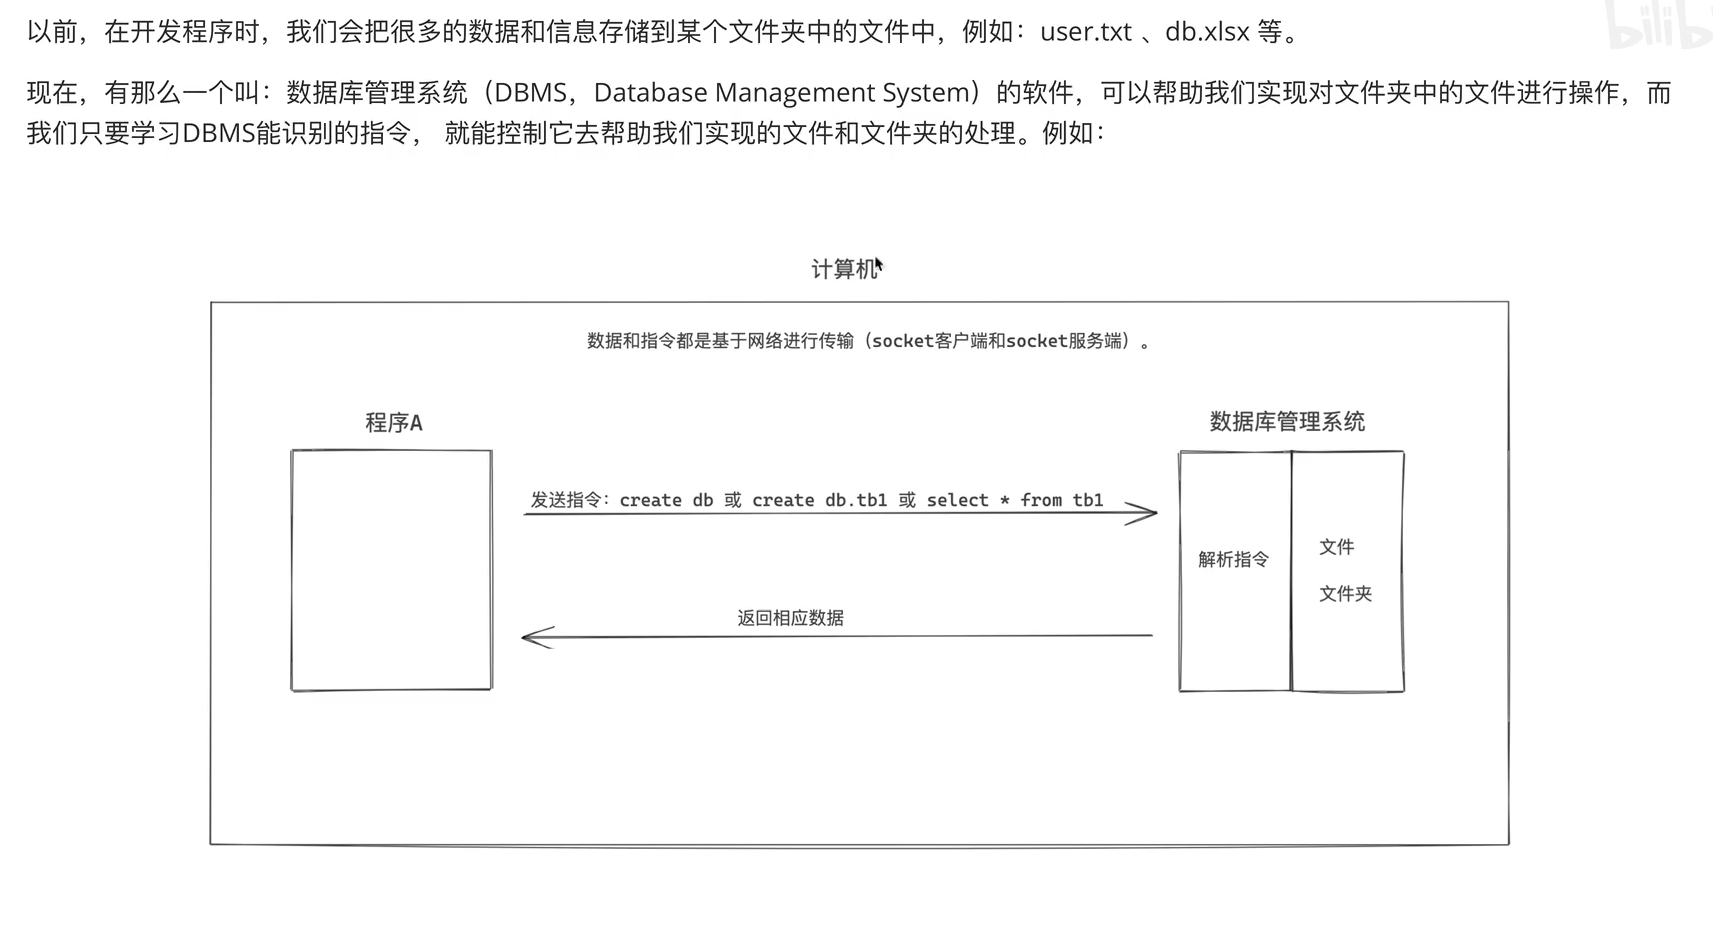 以前，在开发程序时，我们会把很多的数据和信息存储到某个文件夹中的文件中，例如：user.txt 、db.xlsx 等。
现在，有那么一个叫：数据库管理系统（DBMS，Database Management System）的软件，可以帮助我们实现对文件夹中的文件进行操作，而
我们只要学习DBMS能识别的指令， 就能控制它去帮助我们实现的文件和文件夹的处理。例如：
计算机
数据和指令都是基于网络进行传输（socket客户端和socket服务端）。
程序A
数据库管理系统
发送指令：create db 或 create db.tb1 或 select * from tb1
解析指令
文件
文件夹
返回相应数据